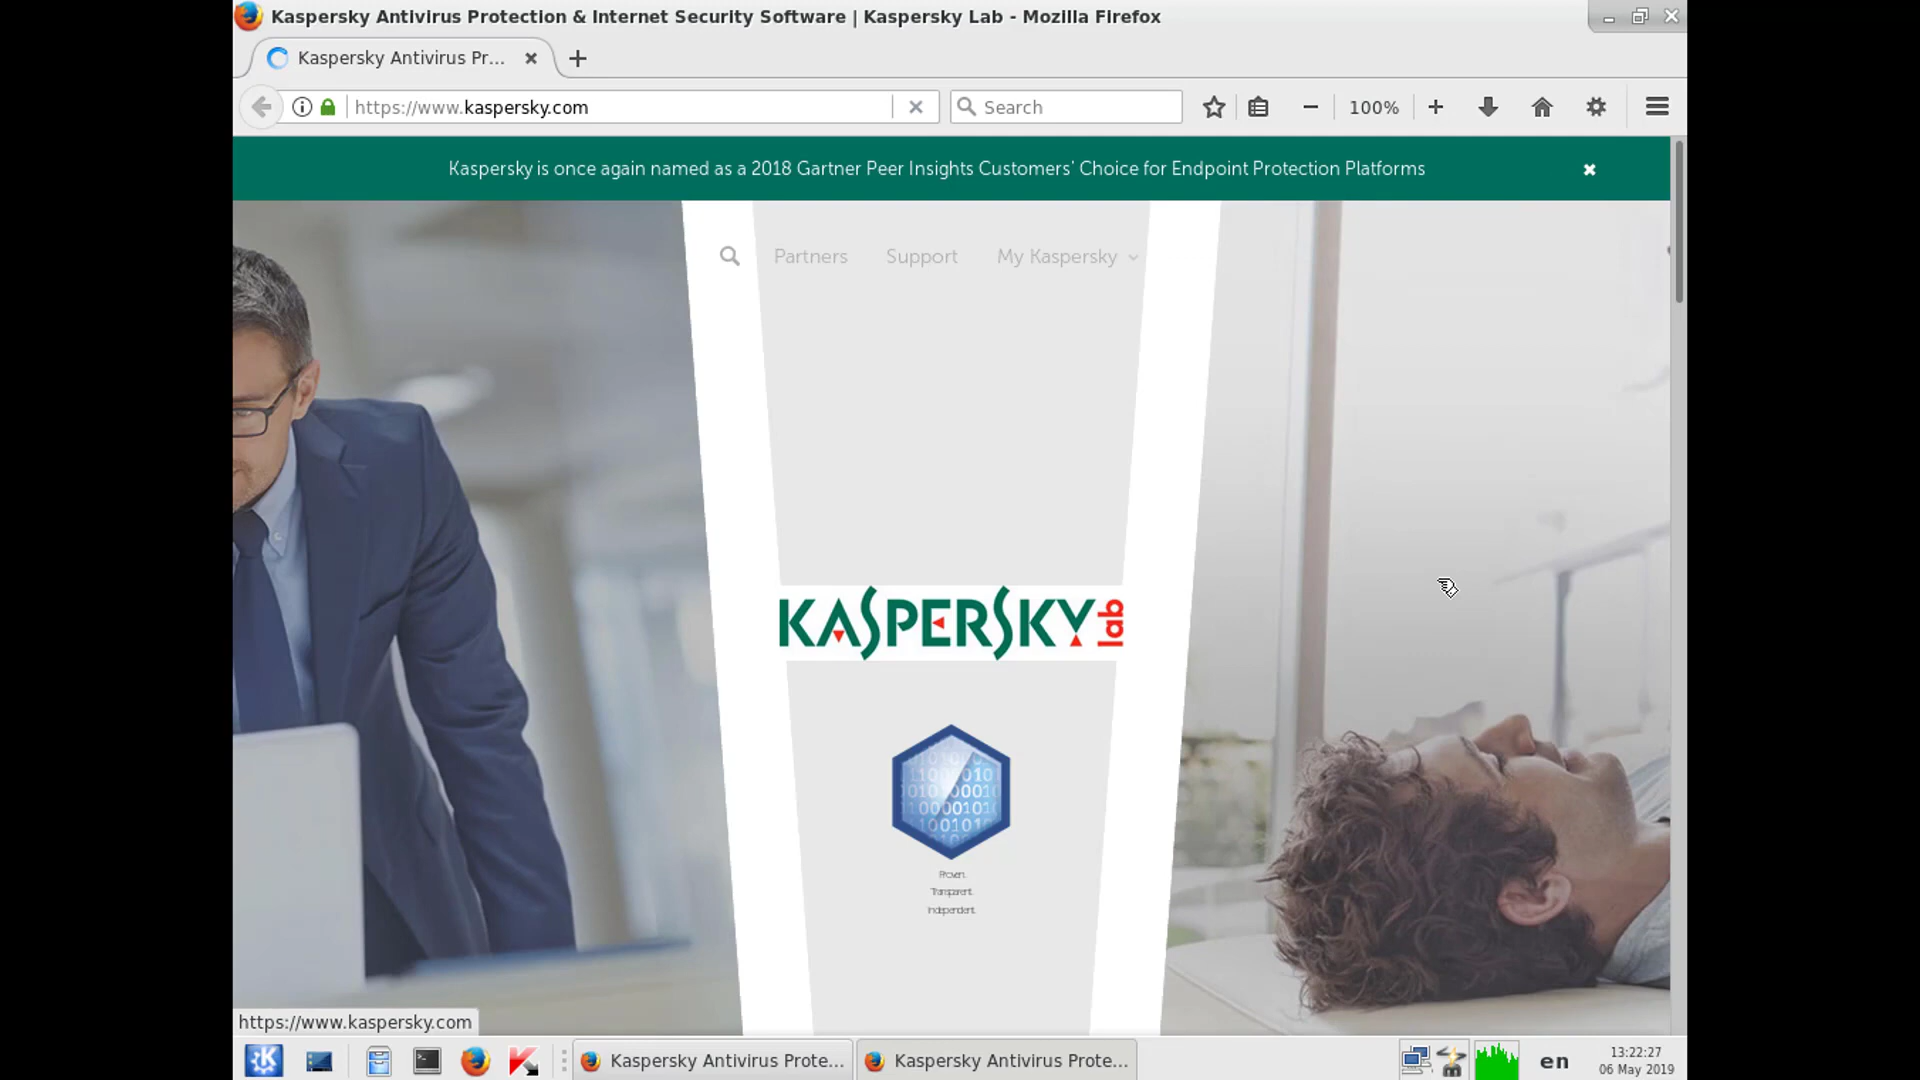 Kaspersky Antivirus Protection & Internet Security Software | Kaspersky Lab - Mozilla Firefox
Kaspersky Antivirus Pr...
https://www.kaspersky.com
Search
100%
Kaspersky is once again named as a 2018 Gartner Peer Insights Customers' Choice for Endpoint Protection Platforms
Partners
Support
My Kaspersky
KASPERSKY lab
Proven.
Transparent.
Independent.
https://www.kaspersky.com
Kaspersky Antivirus Prote...
Kaspersky Antivirus Prote...
en
13:22:27
06 May 2019